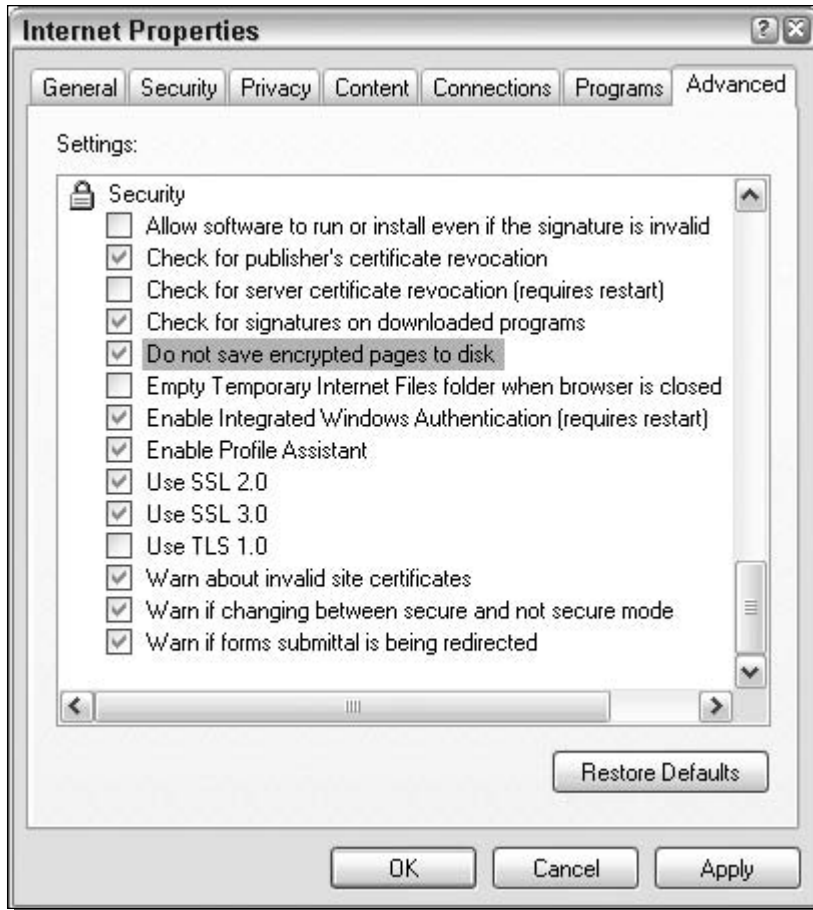 Internet Properties
General Security Privacy Content Connections Programs Advanced
Settings:
Security
Allow software to run or install even if the signature is invalid
Check for publisher's certificate revocation
Check for server certificate revocation (requires restart)
Check for signatures on downloaded programs
Do not save encrypted pages to disk
Empty Temporary Internet Files folder when browser is closed
Enable Integrated Windows Authentication (requires restart)
Enable Profile Assistant
Use SSL 2.0
Use SSL 3.0
Use TLS 1.0
Warn about invalid site certificates
Warn if changing between secure and not secure mode
Warn if forms submittal is being redirected
Restore Defaults
OK Cancel Apply